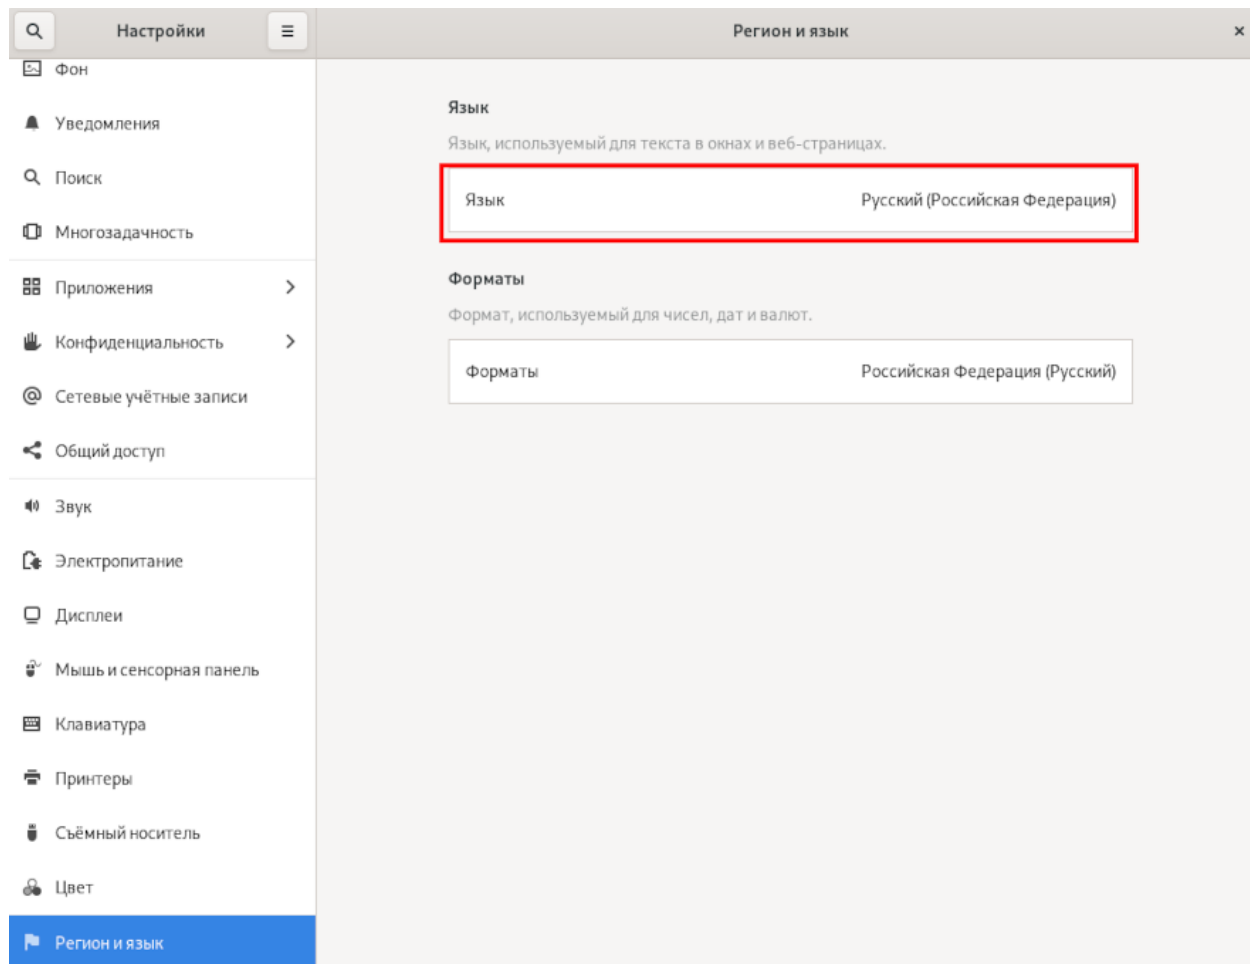 Настройки
Регион и язык
Фон
Уведомления
Поиск
Многозадачность
Приложения
Конфиденциальность
Сетевые учётные записи
Общий доступ
Звук
Электропитание
Дисплеи
Мышь и сенсорная панель
Клавиатура
Принтеры
Съёмный носитель
Цвет
Регион и язык
Язык
Язык, используемый для текста в окнах и веб-страницах.
Язык Русский (Российская Федерация)
Форматы
Формат, используемый для чисел, дат и валют.
Форматы Российская Федерация (Русский)